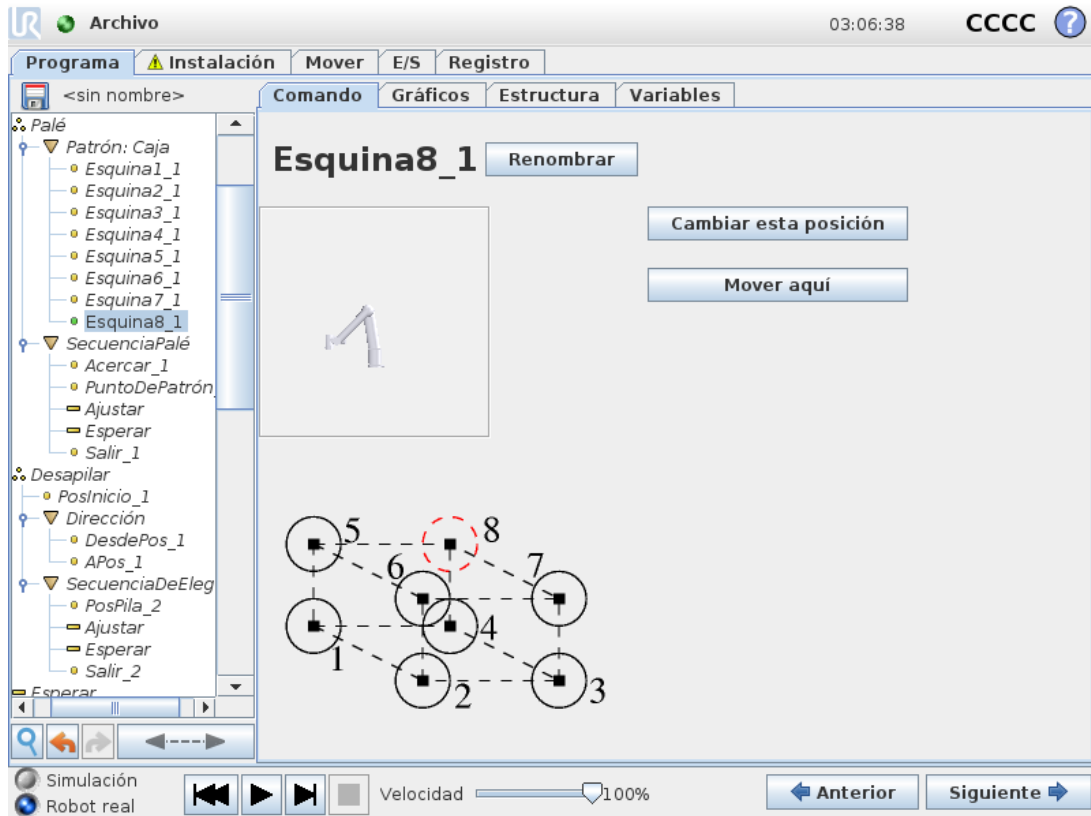 UR Archivo 03:06:38 CCCC ?
Programa Instalación Mover E/S Registro
<sin nombre>
Comando Gráficos Estructura Variables
Palé
Patrón: Caja
Esquina1_1
Esquina2_1
Esquina3_1
Esquina4_1
Esquina5_1
Esquina6_1
Esquina7_1
Esquina8_1
SecuenciaPalé
Acercar_1
PuntoDePatrón
Ajustar
Esperar
Salir_1
Desapilar
PosInicio_1
Dirección
DesdePos_1
APos_1
SecuenciaDeEleg
PosPila_2
Ajustar
Esperar
Salir_2
Esperar
Esquina8_1 Renombrar
Cambiar esta posición
Mover aquí
5 8
6 7
1 4
2 3
Simulación
Robot real
Velocidad 100%
Anterior Siguiente